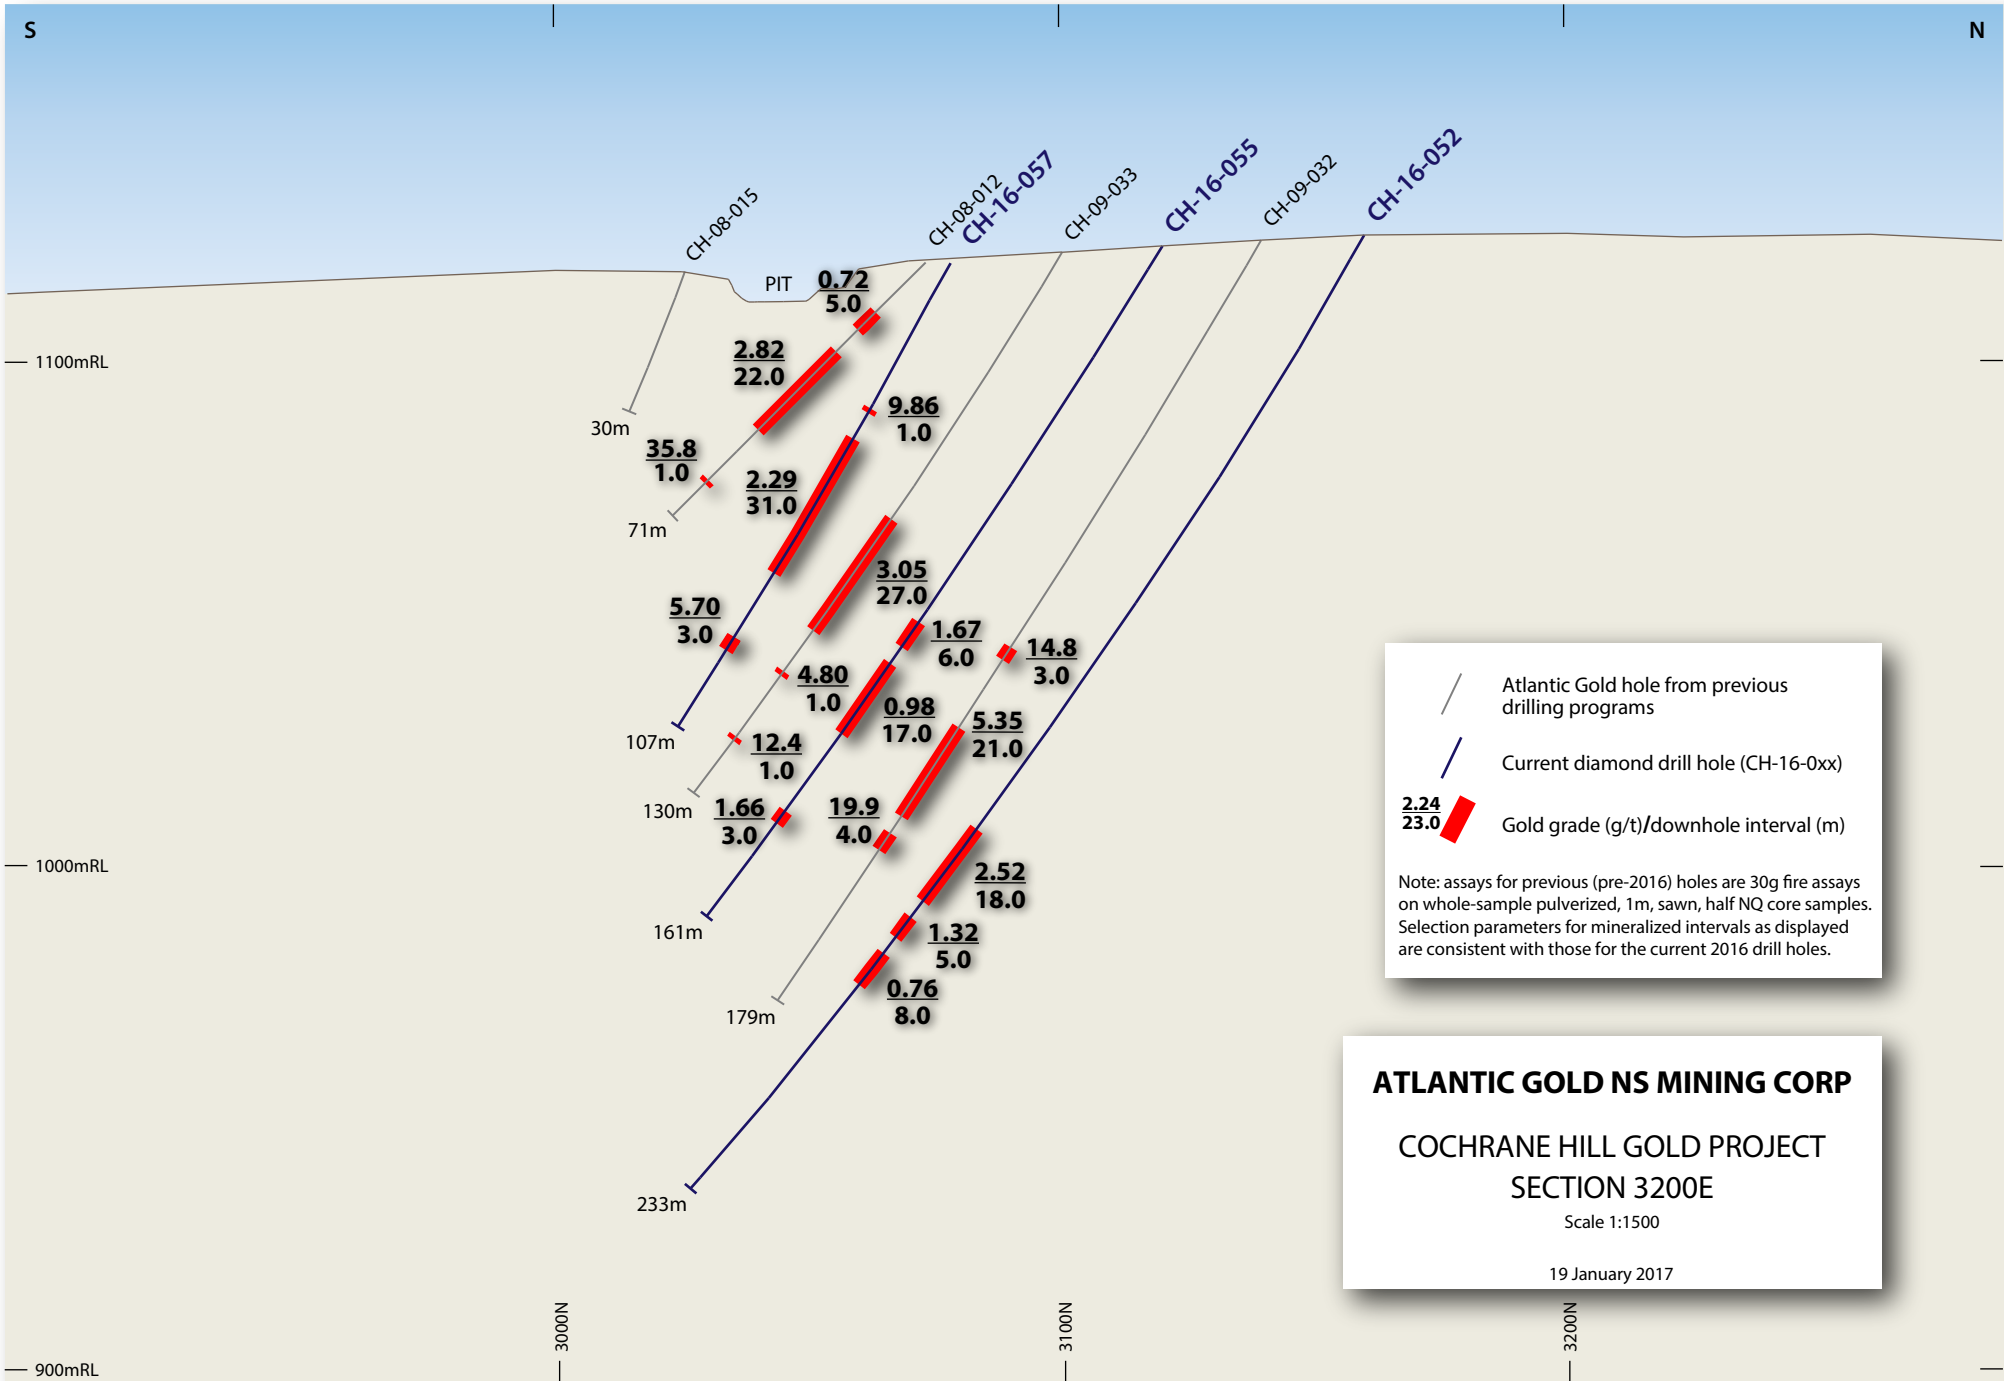 S
N
CH-08-015
CH-08-012
CH-16-057
CH-09-033
CH-16-055
CH-09-032
CH-16-052
PIT
0.72
5.0
2.82
22.0
1100mRL
9.86
1.0
30m
35.8
1.0
2.29
31.0
71m
3.05
27.0
5.70
3.0
1.67
6.0
14.8
3.0
4.80
1.0
0.98
17.0
5.35
21.0
107m
12.4
1.0
130m
1.66
3.0
19.9
4.0
1000mRL
2.52
18.0
161m
1.32
5.0
0.76
8.0
179m
233m
Atlantic Gold hole from previous
drilling programs
Current diamond drill hole (CH-16-0xx)
2.24
23.0
Gold grade (g/t)/downhole interval (m)
Note: assays for previous (pre-2016) holes are 30g fire assays
on whole-sample pulverized, 1m, sawn, half NQ core samples.
Selection parameters for mineralized intervals as displayed
are consistent with those for the current 2016 drill holes.
ATLANTIC GOLD NS MINING CORP
COCHRANE HILL GOLD PROJECT
SECTION 3200E
Scale 1:1500
19 January 2017
3000N
3100N
3200N
900mRL